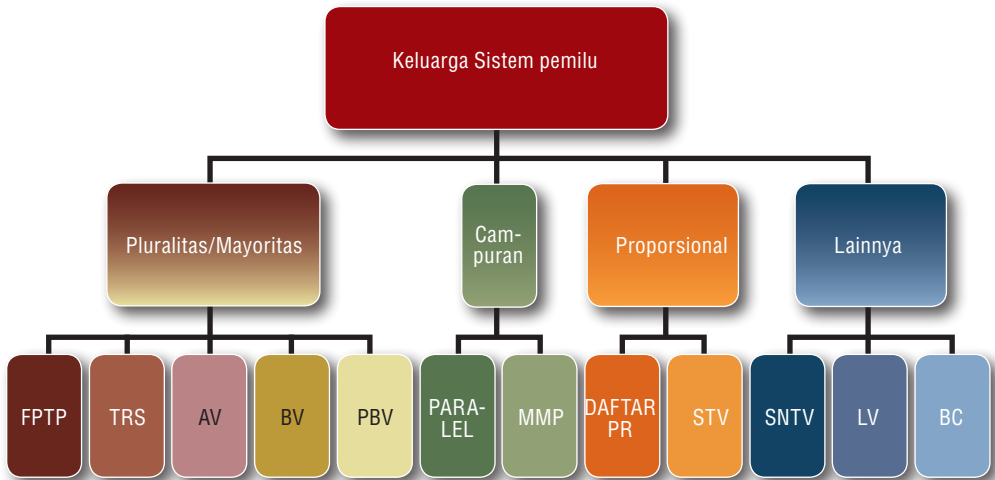 Keluarga Sistem pemilu
Pluralitas/Mayoritas
Cam-
puran
Proporsional
Lainnya
FPTP
TRS
AV
BV
PBV
PARA-
LEL
MMP
DAFTAR
PR
STV
SNTV
LV
BC